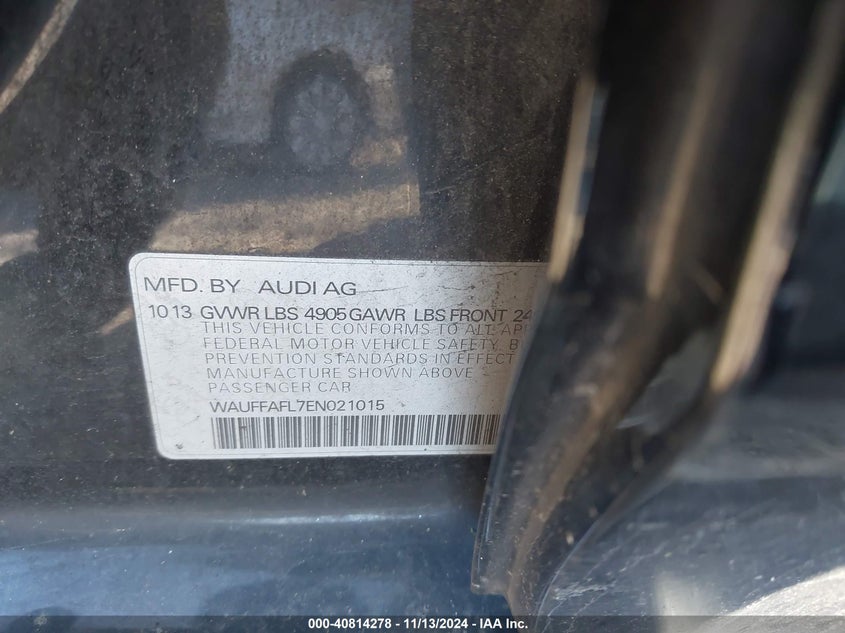 MFD. BY AUDI AG
10 13 GVWR LBS 4905 GAWR LBS FRONT 24
THIS VEHICLE CONFORMS TO ALL APP
FEDERAL MOTOR VEHICLE SAFETY, B
PREVENTION STANDARDS IN EFFECT
MANUFACTURE SHOWN ABOVE
PASSENGER CAR
WAUFFAFL7EN021015
000-40814278 - 11/13/2024 - IAA Inc.